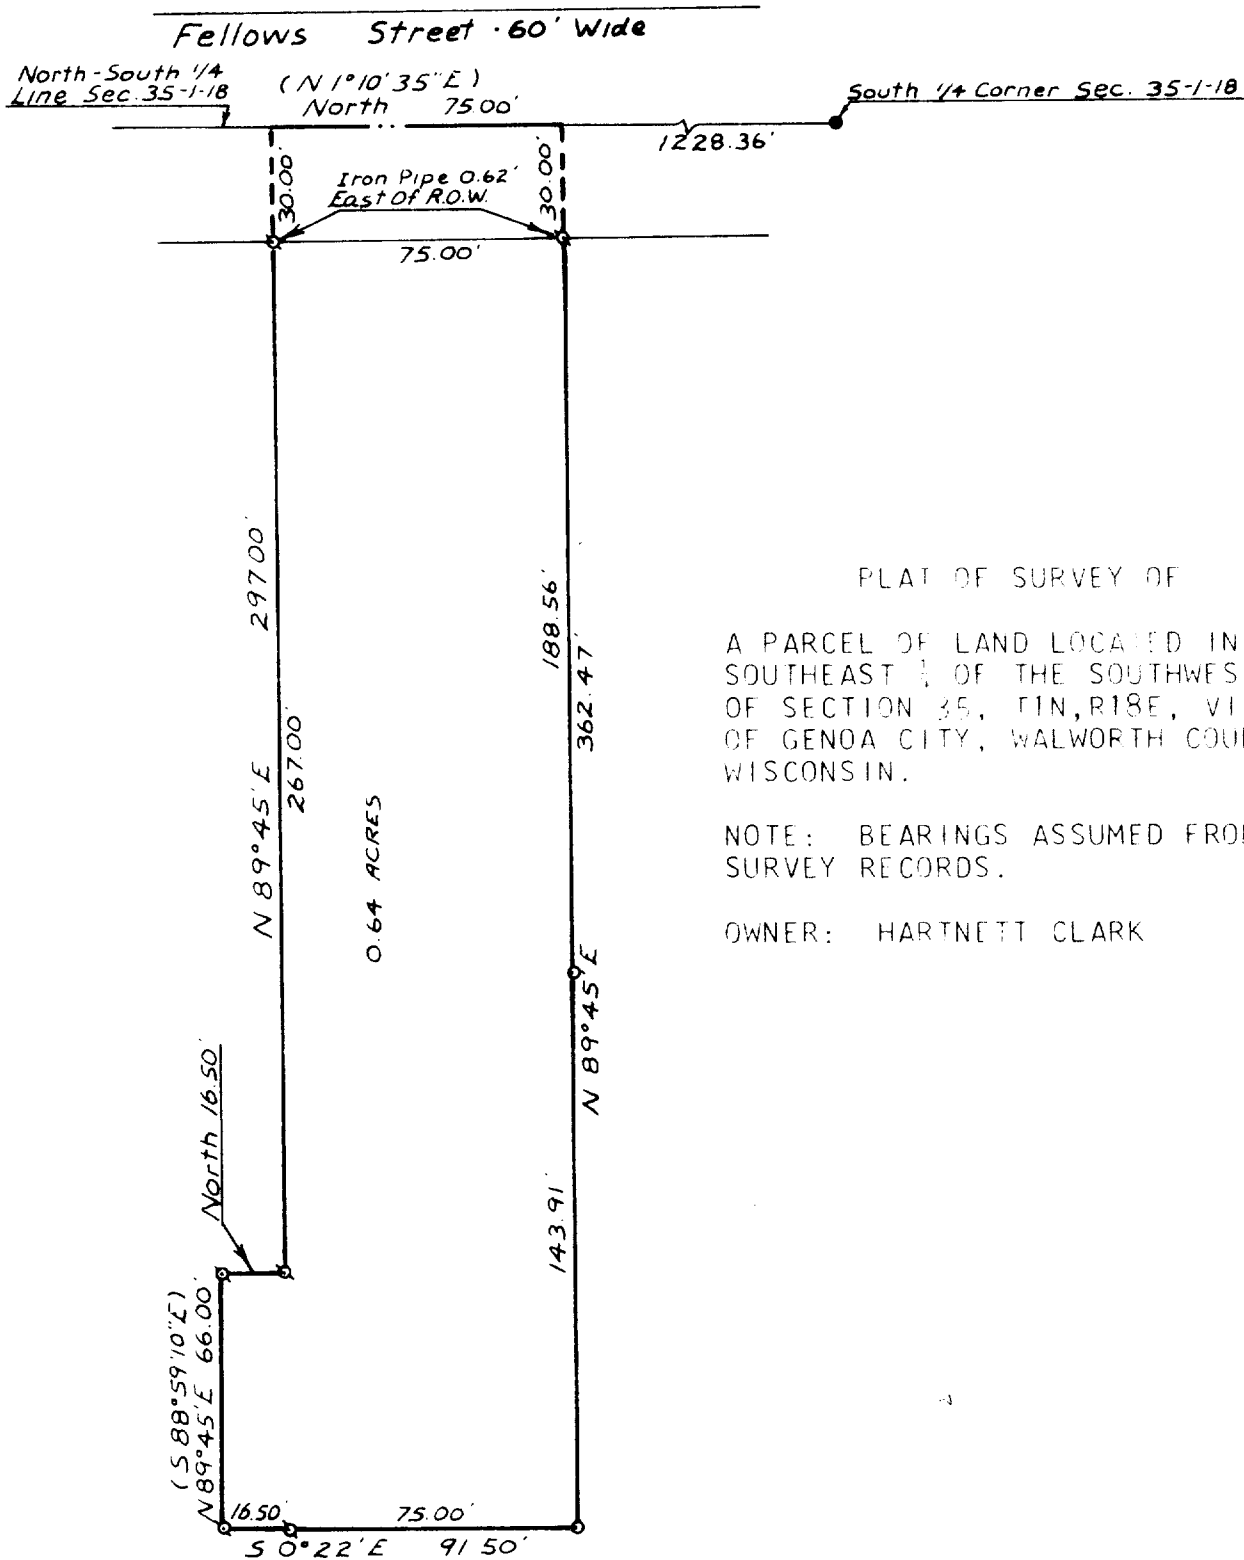 Fellows Street · 60' Wide
North-South 1/4
Line Sec. 35-1-18
(N 1°10'35"E)
North 75.00'
South 1/4 Corner Sec. 35-1-18
1228.36'
30.00'
Iron Pipe 0.62'
East Of R.O.W.
30.00'
75.00'
N 89°45'E 297.00'
267.00'
0.64 ACRES
188.56'
362.47'
N 89°45'E
143.91'
PLAT OF SURVEY OF
A PARCEL OF LAND LOCATED IN
SOUTHEAST ¼ OF THE SOUTHWES
OF SECTION 35, T1N,R18E, VI
OF GENOA CITY, WALWORTH COU
WISCONSIN.
NOTE: BEARINGS ASSUMED FRO
SURVEY RECORDS.
OWNER: HARTNETT CLARK
North 16.50'
(S 88°59'10"E)
N 89°45'E 66.00'
16.50'
75.00'
S 0°22'E 91.50'